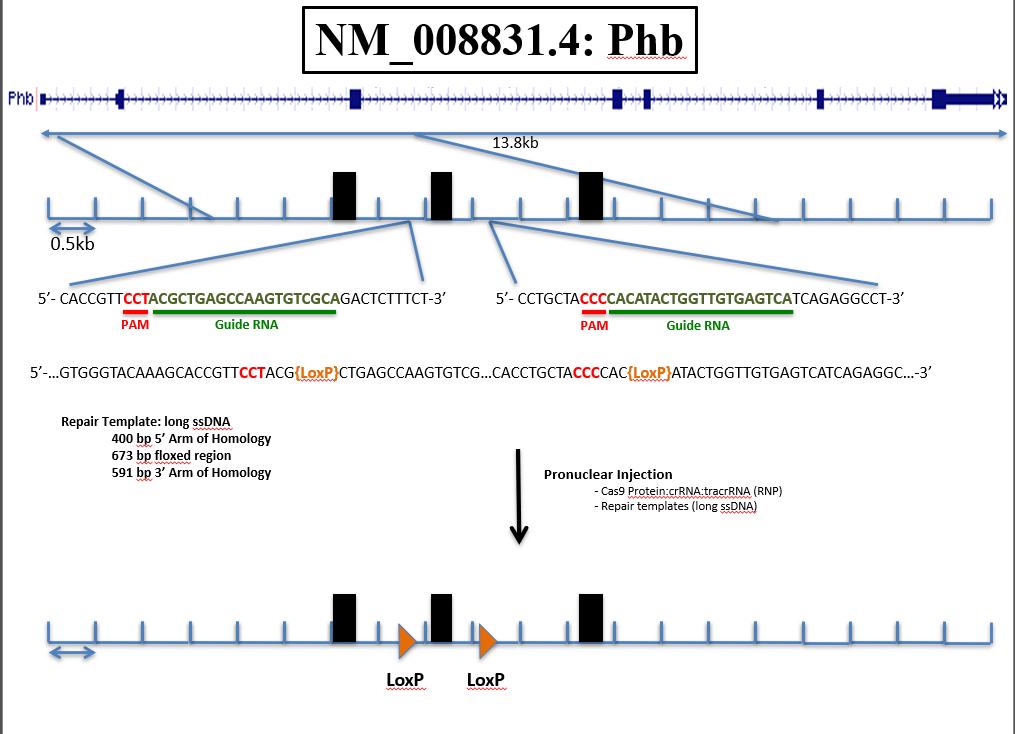 NM_008831.4: Phb
Phb
13.8kb
0.5kb
5’- CACCGTTCCTACGCTGAGCCAAGTGTCGCAGACTCTTTCT-3’ 5’- CCTGCTACCCCACATACTGGTTGTGAGTCATCAGAGGCCT-3’
PAM Guide RNA PAM Guide RNA
5’-…GTGGGTACAAAGCACCGTTCCTACG{LoxP}CTGAGCCAAGTGTCG…CACCTGCTACCCCAC{LoxP}ATACTGGTTGTGAGTCATCAGAGGC…-3’
Repair Template: long ssDNA
400 bp 5’ Arm of Homology
673 bp floxed region
591 bp 3’ Arm of Homology
Pronuclear Injection
- Cas9 Protein:crRNA:tracrRNA (RNP)
- Repair templates (long ssDNA)
LoxP LoxP